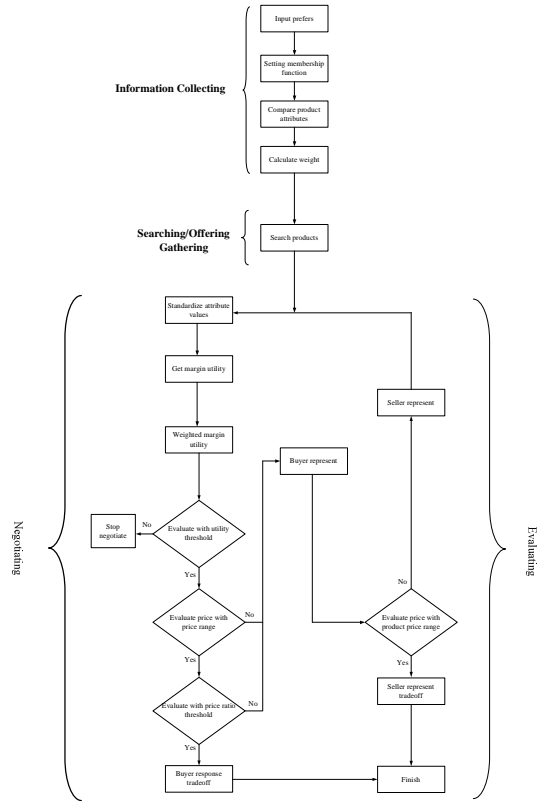 Input prefers
Setting membership
function
Information Collecting
Compare product
attributes
Calculate weight
Searching/Offering
Gathering
Search products
Standardize attribute
values
Get margin utility
Seller represent
Weighted margin
utility
Buyer represent
Stop
negotiate
No
Evaluate with utility
threshold
Yes
Negotiating
Evaluating
Evaluate price with
price range
No
No
Evaluate price with
product price range
Yes
Yes
Evaluate with price ratio
threshold
No
Seller represent
tradeoff
Yes
Buyer response
tradeoff
Finish